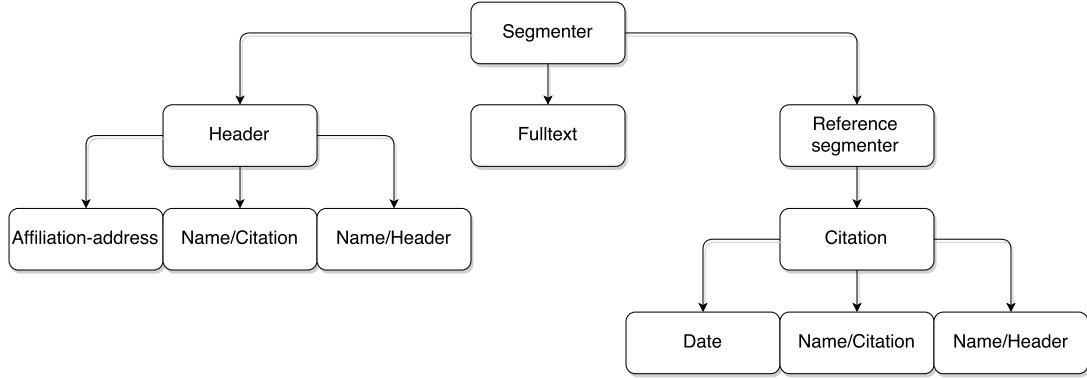 Segmenter
Header
Fulltext
Reference
segmenter
Affiliation-address
Name/Citation
Name/Header
Citation
Date
Name/Citation
Name/Header